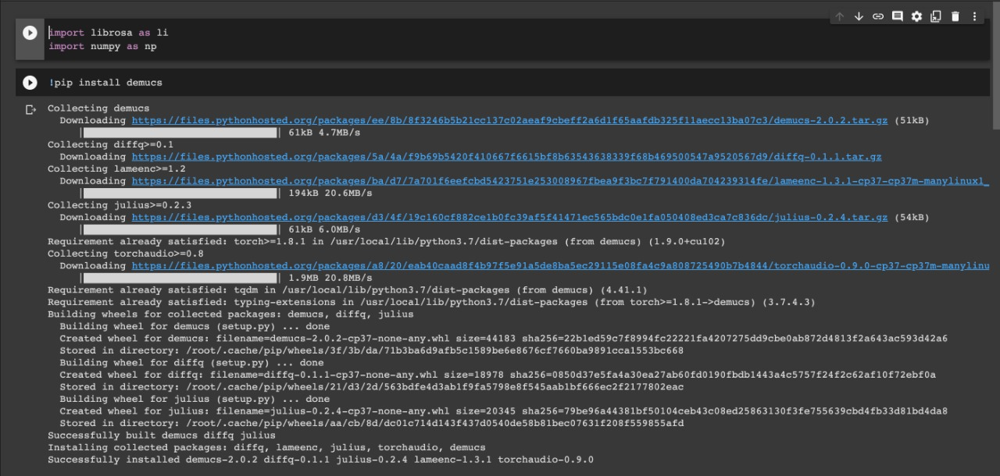 import librosa as li
import numpy as np
!pip install demucs
Collecting demucs
Downloading https://files.pythonhosted.org/packages/ee/8b/8f3246b5b21cc137c02aeaf9cbeff2a6d1f65aafdb325f11aecc13ba07c3/demucs-2.0.2.tar.gz (51kB)
|████████████████████████████████| 61kB 4.7MB/s
Collecting diffq>=0.1
Downloading https://files.pythonhosted.org/packages/5a/4a/f9b69b5420f410667f6615bf8b63543638339f68b469500547a9520567d9/diffq-0.1.1.tar.gz
Collecting lameenc>=1.2
Downloading https://files.pythonhosted.org/packages/ba/d7/7a701f6eefcbd5423751e253008967fbea9f3bc7f791400da704239314fe/lameenc-1.3.1-cp37-cp37m-manylinux1_
|████████████████████████████████| 194kB 20.6MB/s
Collecting julius>=0.2.3
Downloading https://files.pythonhosted.org/packages/d3/4f/19c160cf882ce1b0fc39af5f41471ec565bdc0e1fa050408ed3ca7c836dc/julius-0.2.4.tar.gz (54kB)
|████████████████████████████████| 61kB 6.0MB/s
Requirement already satisfied: torch>=1.8.1 in /usr/local/lib/python3.7/dist-packages (from demucs) (1.9.0+cu102)
Collecting torchaudio>=0.8
Downloading https://files.pythonhosted.org/packages/a8/20/eab40caad8f4b97f5e91a5de8ba5ec29115e08fa4c9a808725490b7b4844/torchaudio-0.9.0-cp37-cp37m-manylinu
|████████████████████████████████| 1.9MB 20.8MB/s
Requirement already satisfied: tqdm in /usr/local/lib/python3.7/dist-packages (from demucs) (4.41.1)
Requirement already satisfied: typing-extensions in /usr/local/lib/python3.7/dist-packages (from torch>=1.8.1->demucs) (3.7.4.3)
Building wheels for collected packages: demucs, diffq, julius
Building wheel for demucs (setup.py) ... done
Created wheel for demucs: filename=demucs-2.0.2-cp37-none-any.whl size=44183 sha256=22b1ed59c7f8994fc22221fa4207275dd9cbe0ab872d4813f2a643ac593d42a6
Stored in directory: /root/.cache/pip/wheels/3f/3b/da/71b3ba6d9afb5c1589be6e8676cf7660ba9891cca1553bc668
Building wheel for diffq (setup.py) ... done
Created wheel for diffq: filename=diffq-0.1.1-cp37-none-any.whl size=18978 sha256=0850d37e5fa4a30ea27ab60fd0190fbdb1443a4c5757f24f2c62af10f72ebf0a
Stored in directory: /root/.cache/pip/wheels/21/d3/2d/563bdfe4d3ab1f9fa5798e8f545aab1bf666ec2f2177802eac
Building wheel for julius (setup.py) ... done
Created wheel for julius: filename=julius-0.2.4-cp37-none-any.whl size=20345 sha256=79be96a44381bf50104ceb43c08ed25863130f3fe755639cbd4fb33d81bd4da8
Stored in directory: /root/.cache/pip/wheels/aa/cb/8d/dc01c714d143f437d0540de58b81bec07631f208f559855afd
Successfully built demucs diffq julius
Installing collected packages: diffq, lameenc, julius, torchaudio, demucs
Successfully installed demucs-2.0.2 diffq-0.1.1 julius-0.2.4 lameenc-1.3.1 torchaudio-0.9.0